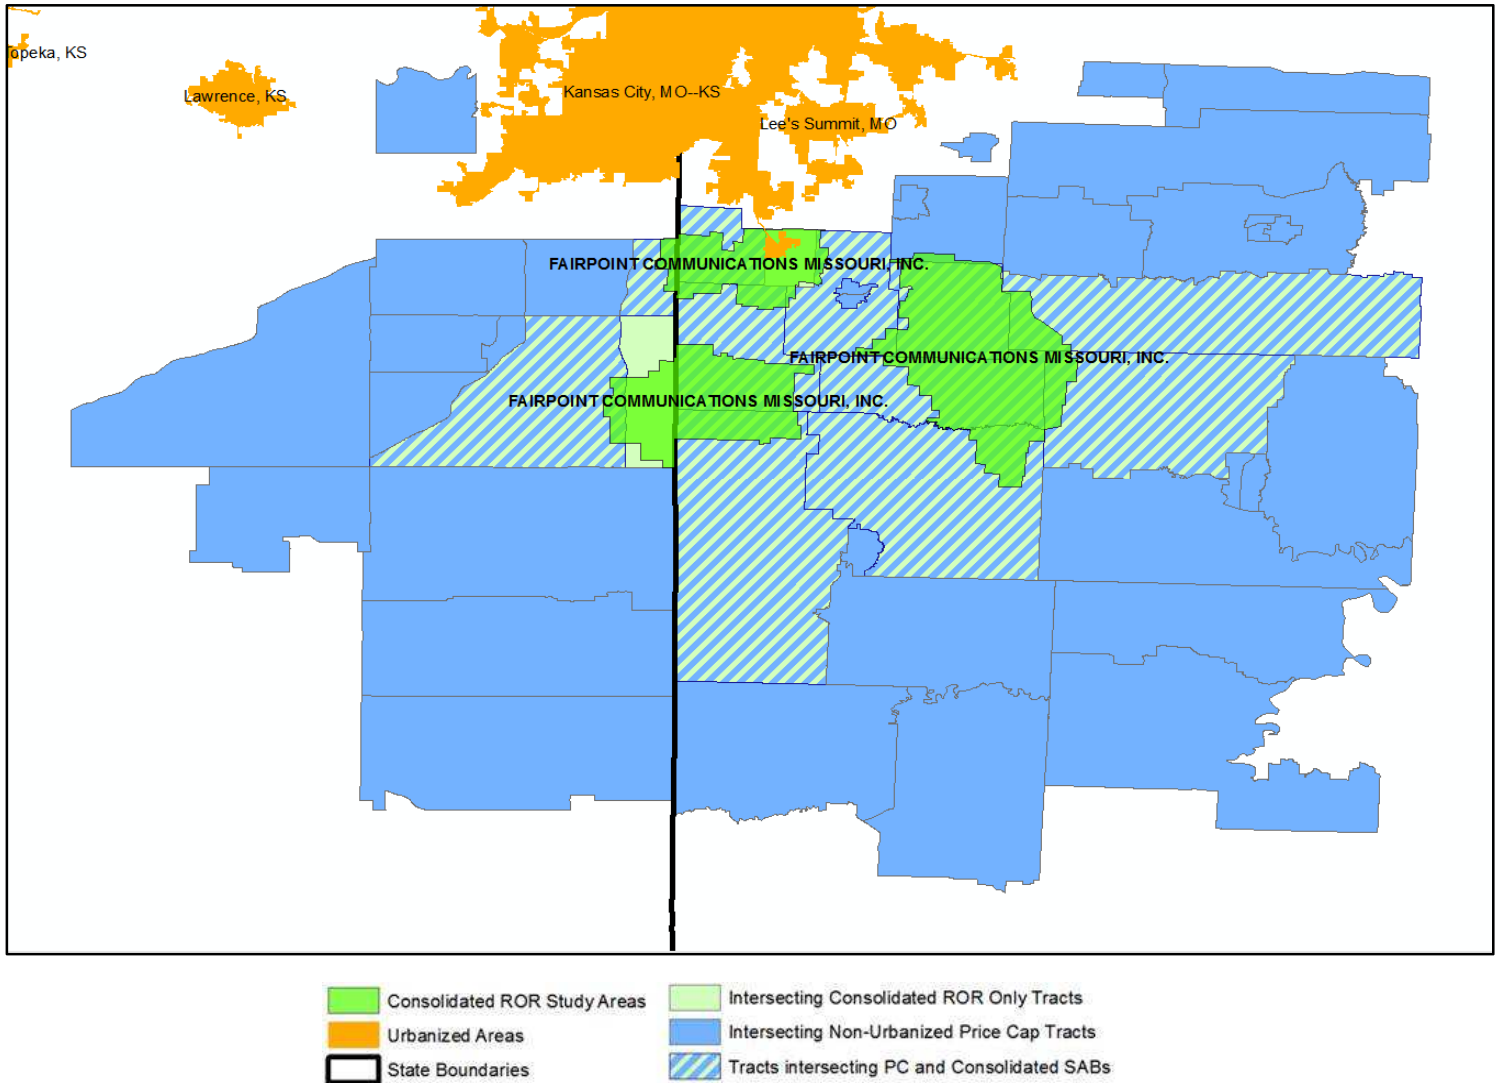 opeka, KS
Lawrence, KS
Kansas City, MO--KS
Lee's Summit, MO
FAIRPOINT COMMUNICATIONS MISSOURI, INC.
FAIRPOINT COMMUNICATIONS MISSOURI, INC.
FAIRPOINT COMMUNICATIONS MISSOURI, INC.
Consolidated ROR Study Areas
Urbanized Areas
State Boundaries
Intersecting Consolidated ROR Only Tracts
Intersecting Non-Urbanized Price Cap Tracts
Tracts intersecting PC and Consolidated SABs